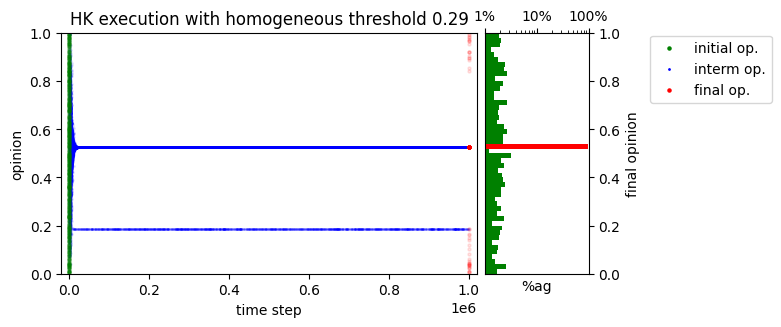 HK execution with homogeneous threshold 0.29
1% 10% 100%
1.0 0.8 0.6 0.4 0.2 0.0
opinion
0.0 0.2 0.4 0.6 0.8 1.0
1e6
time step
1.0 0.8 0.6 0.4 0.2 0.0
final opinion
%ag
initial op.
interm op.
final op.